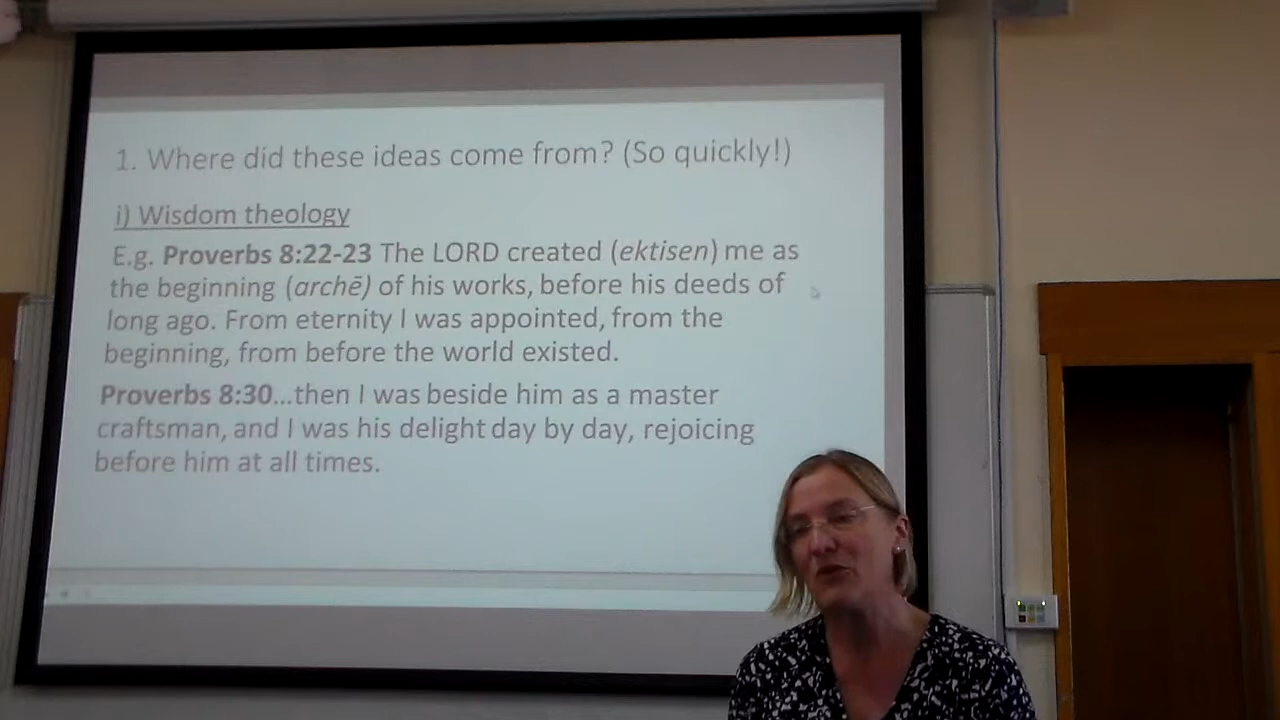 1. Where did these ideas come from? (So quickly!)
i) Wisdom theology
E.g. Proverbs 8:22-23 The LORD created (ektisen) me as
the beginning (archē) of his works, before his deeds of
long ago. From eternity I was appointed, from the
beginning, from before the world existed.
Proverbs 8:30...then I was beside him as a master
craftsman, and I was his delight day by day, rejoicing
before him at all times.